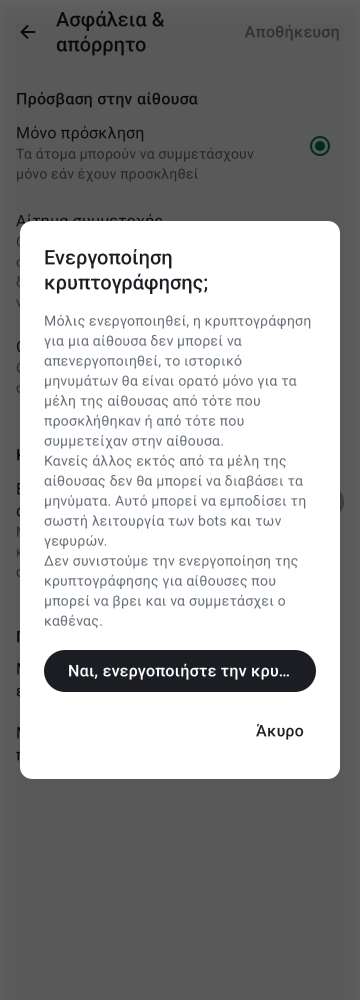 Ασφάλεια &
απόρρητο
Αποθήκευση
Πρόσβαση στην αίθουσα
Μόνο πρόσκληση
Τα άτομα μπορούν να συμμετάσχουν
μόνο εάν έχουν προσκληθεί
Αίτημα συμμετοχής
Ενεργοποίηση
κρυπτογράφησης;
Μόλις ενεργοποιηθεί, η κρυπτογράφηση
για μια αίθουσα δεν μπορεί να
απενεργοποιηθεί, το ιστορικό
μηνυμάτων θα είναι ορατό μόνο για τα
μέλη της αίθουσας από τότε που
προσκλήθηκαν ή από τότε που
συμμετείχαν στην αίθουσα.
Κανείς άλλος εκτός από τα μέλη της
αίθουσας δεν θα μπορεί να διαβάσει τα
μηνύματα. Αυτό μπορεί να εμποδίσει τη
σωστή λειτουργία των bots και των
γεφυρών.
Δεν συνιστούμε την ενεργοποίηση της
κρυπτογράφησης για αίθουσες που
μπορεί να βρει και να συμμετάσχει ο
καθένας.
Ναι, ενεργοποιήστε την κρυ...
Άκυρο